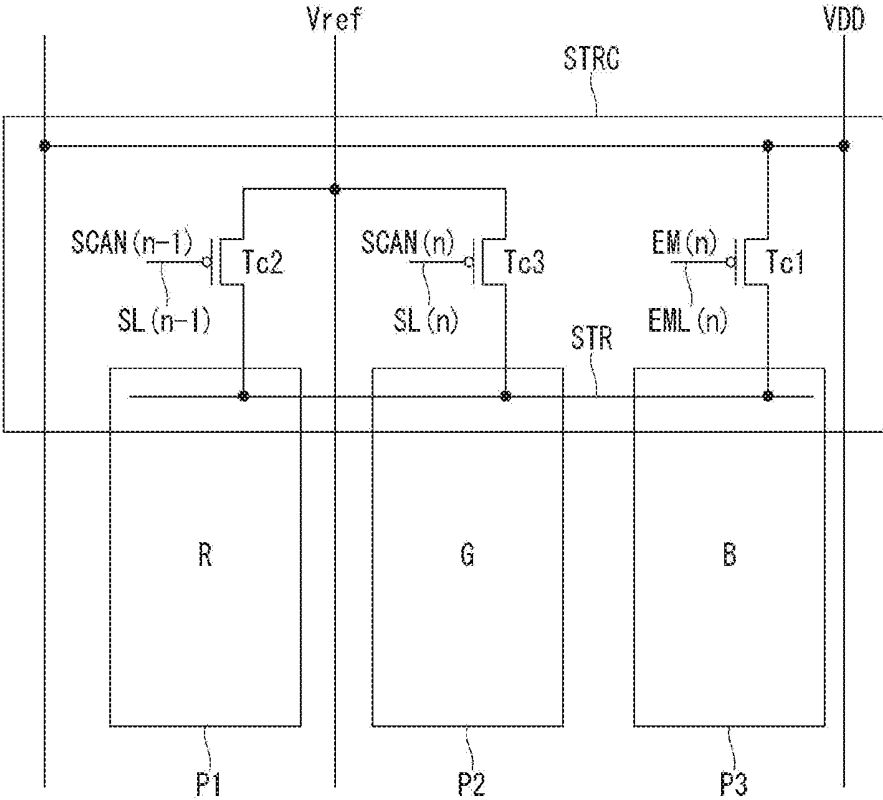 Vref
VDD
STRC
SCAN(n-1)
Tc2
SL(n-1)
SCAN(n)
Tc3
SL(n)
EM(n)
Tc1
EML(n)
STR
R
G
B
P1
P2
P3